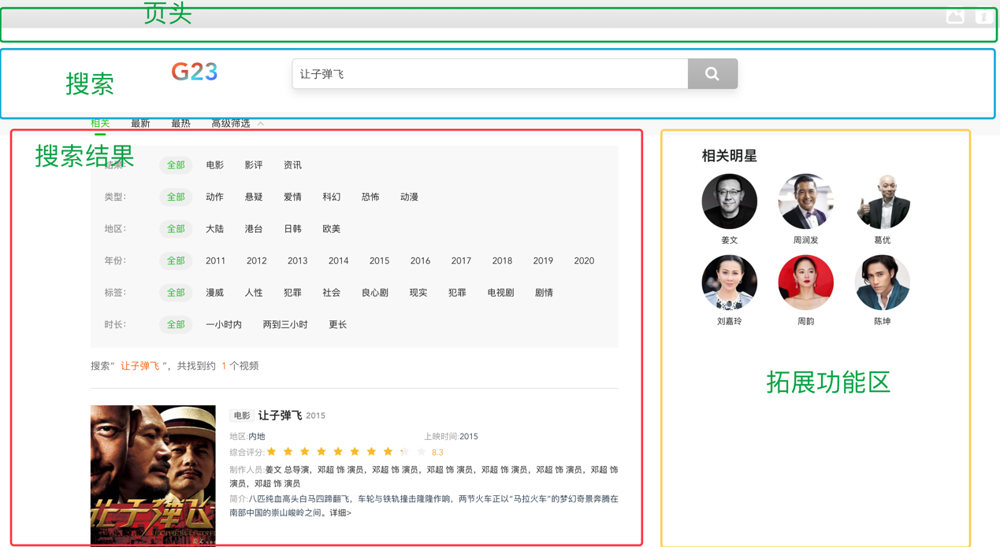 页头
搜索
G23
让子弹飞
相关 最新 最热 高级筛选
搜索结果
结果: 全部 电影 影评 资讯
类型: 全部 动作 悬疑 爱情 科幻 恐怖 动漫
地区: 全部 大陆 港台 日韩 欧美
年份: 全部 2011 2012 2013 2014 2015 2016 2017 2018 2019 2020
标签: 全部 漫威 人性 犯罪 社会 良心剧 现实 犯罪 电视剧 剧情
时长: 全部 一小时内 两到三小时 更长
搜索“ 让子弹飞 ”，共找到约 1 个视频
让子弹飞
姜文
电影 让子弹飞 2015
地区:内地 上映时间:2015
综合评分: 8.3
制作人员:姜文 总导演，邓超 饰 演员，邓超 饰 演员，邓超 饰 演员，邓超 饰 演员，邓超 饰 演员，邓超 饰
演员，邓超 饰 演员
简介:八匹纯血高头白马四蹄翻飞，车轮与铁轨撞击隆隆作响，两节火车正以“马拉火车”的梦幻奇景奔腾在
南部中国的崇山峻岭之间。详细>
相关明星
姜文 周润发 葛优
刘嘉玲 周韵 陈坤
拓展功能区